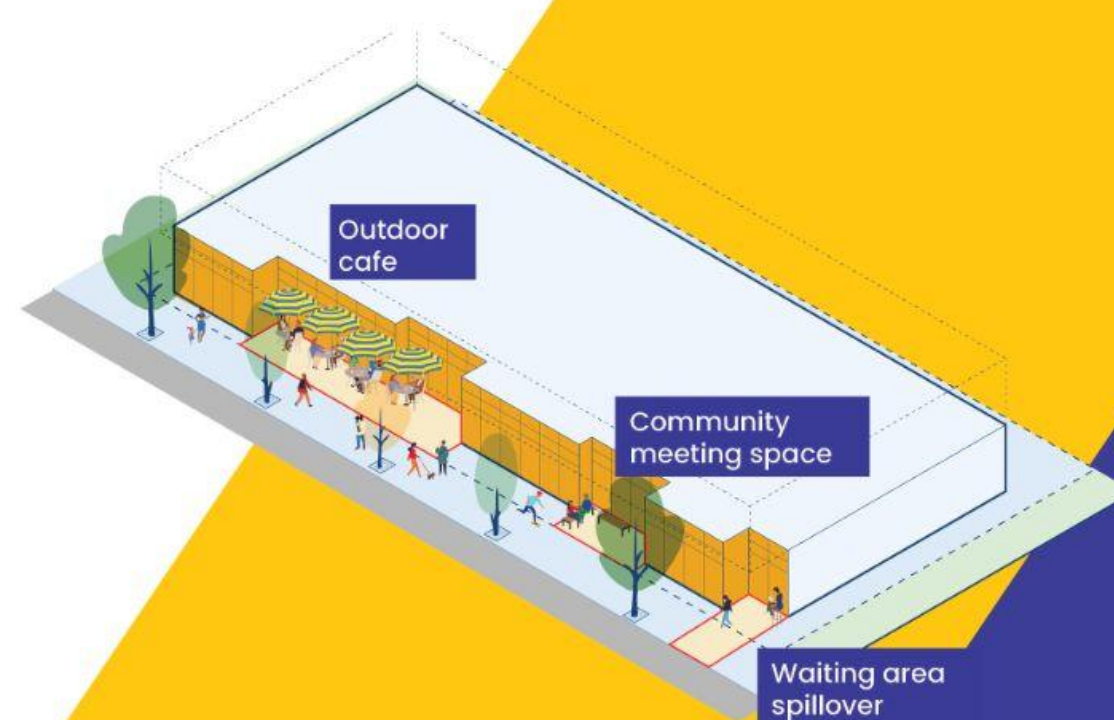 Outdoor
cafe
Community
meeting space
Waiting area
spillover